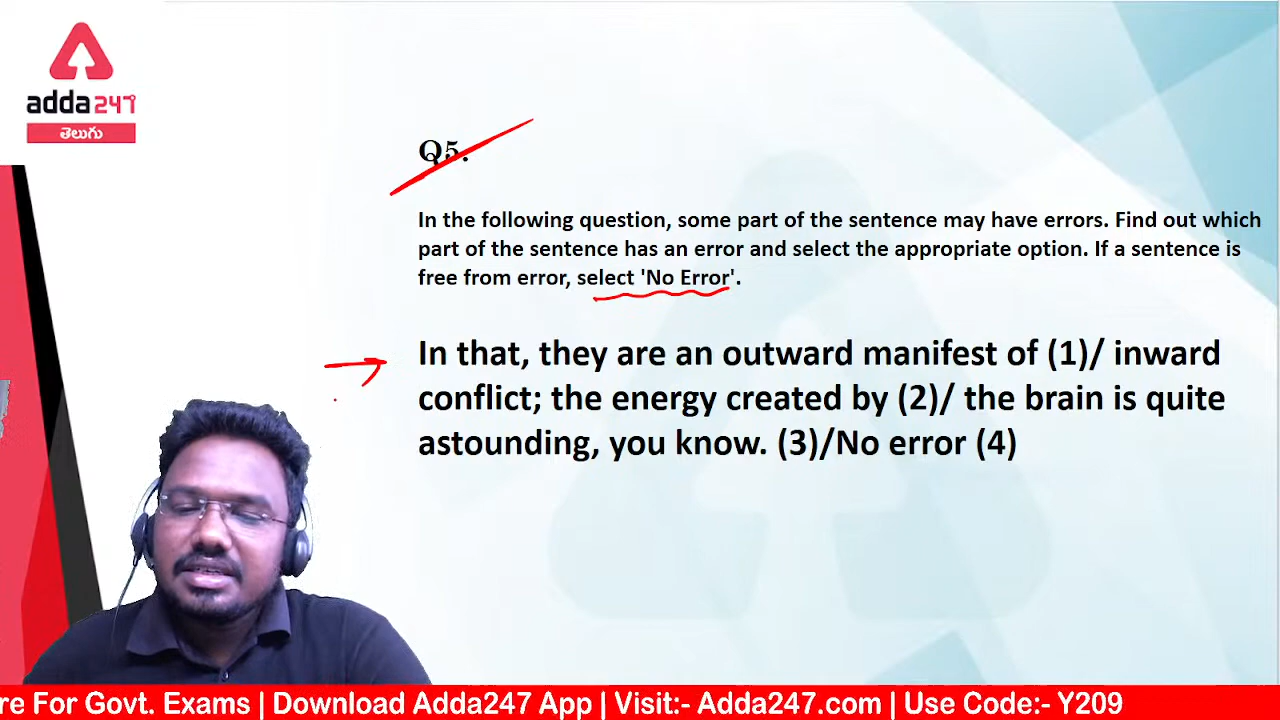 adda247
తెలుగు
Q5.
In the following question, some part of the sentence may have errors. Find out which
part of the sentence has an error and select the appropriate option. If a sentence is
free from error, select 'No Error'.
In that, they are an outward manifest of (1)/ inward
conflict; the energy created by (2)/ the brain is quite
astounding, you know. (3)/No error (4)
re For Govt. Exams | Download Adda247 App | Visit:- Adda247.com | Use Code:- Y209